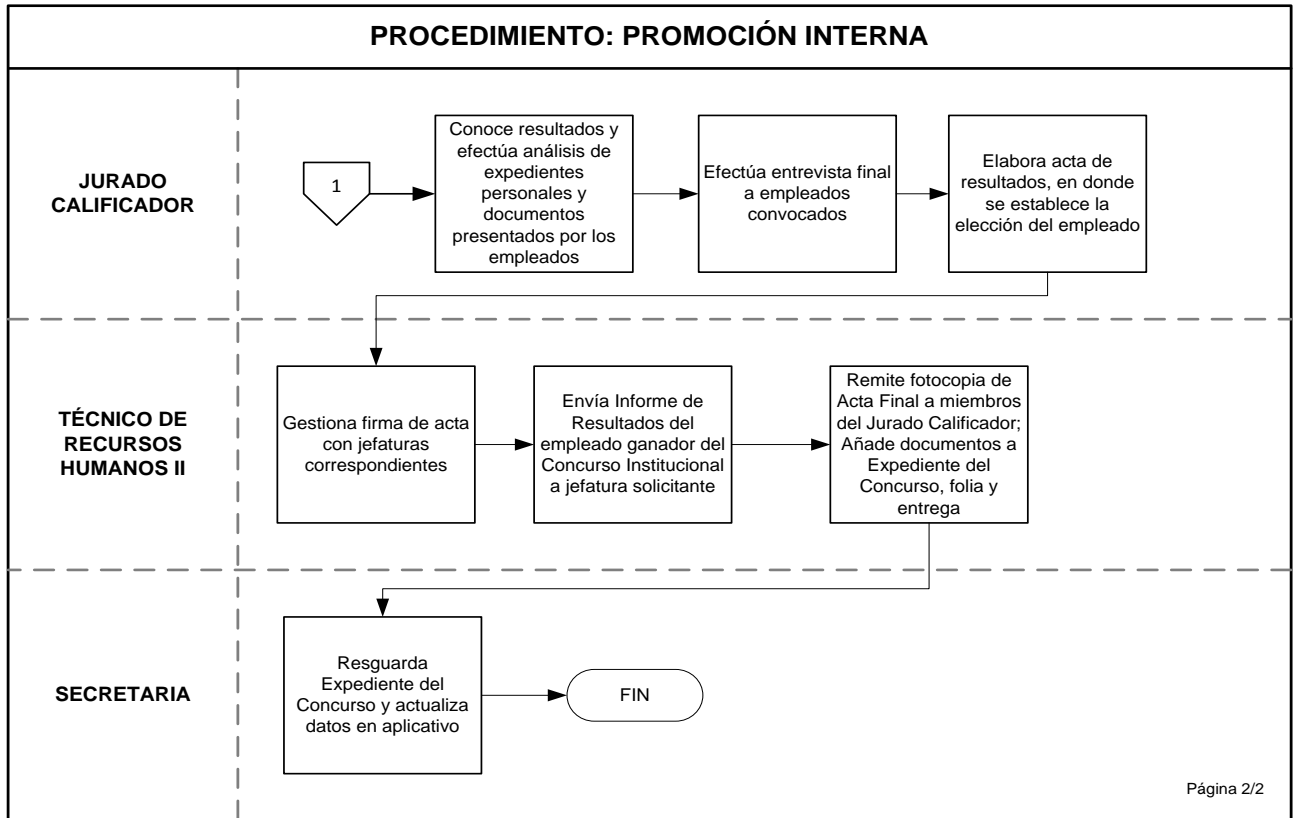 PROCEDIMIENTO: PROMOCIÓN INTERNA
JURADO
CALIFICADOR
1
Conoce resultados y
efectúa análisis de
expedientes
personales y
documentos
presentados por los
empleados
Efectúa entrevista final
a empleados
convocados
Elabora acta de
resultados, en donde
se establece la
elección del empleado
TÉCNICO DE
RECURSOS
HUMANOS II
Gestiona firma de acta
con jefaturas
correspondientes
Envía Informe de
Resultados del
empleado ganador del
Concurso Institucional
a jefatura solicitante
Remite fotocopia de
Acta Final a miembros
del Jurado Calificador;
Añade documentos a
Expediente del
Concurso, folia y
entrega
SECRETARIA
Resguarda
Expediente del
Concurso y actualiza
datos en aplicativo
FIN
Página 2/2